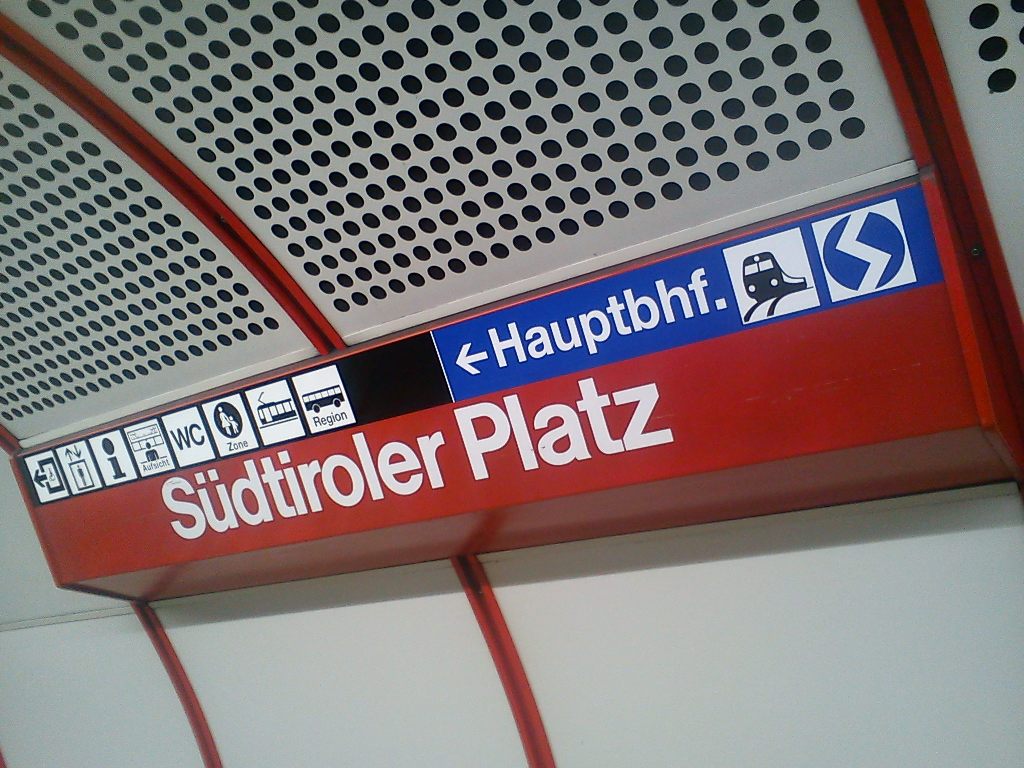 ← Hauptbhf.
Aufsicht
WC
Zone
Region
Südtiroler Platz